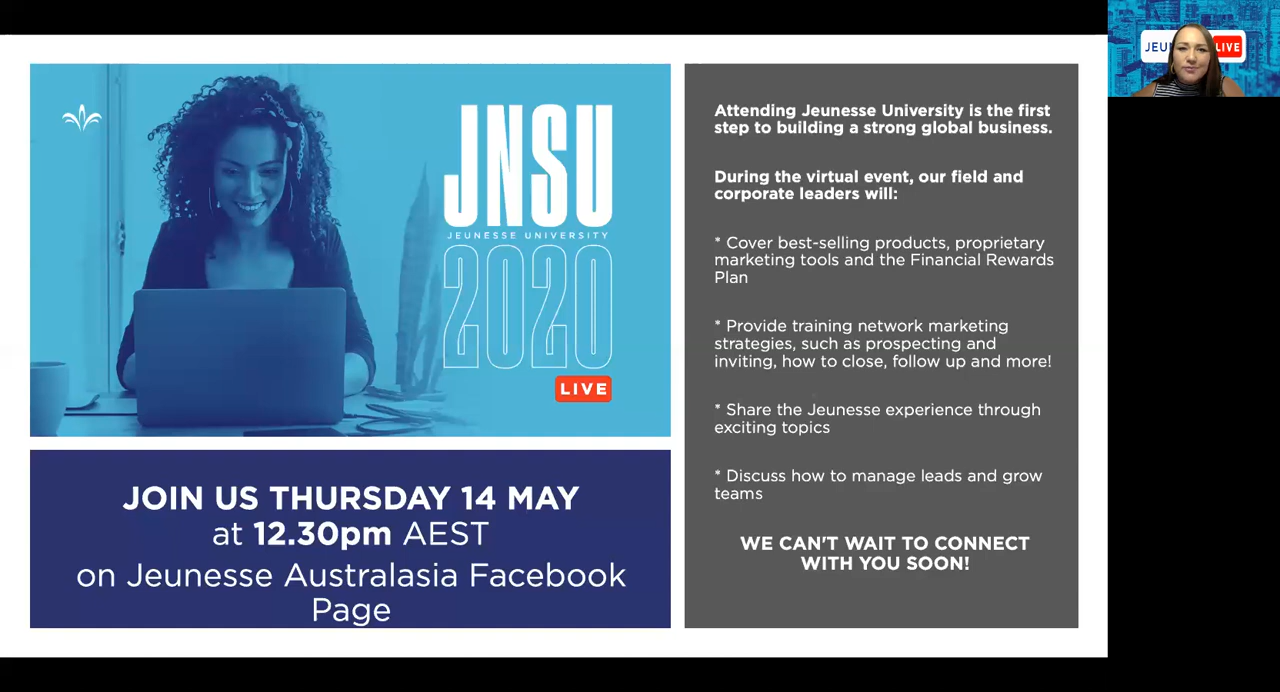 JNSU
JEUNESSE UNIVERSITY
2020
LIVE
JOIN US THURSDAY 14 MAY
at 12.30pm AEST
on Jeunesse Australasia Facebook
Page
Attending Jeunesse University is the first
step to building a strong global business.
During the virtual event, our field and
corporate leaders will:
* Cover best-selling products, proprietary
marketing tools and the Financial Rewards
Plan
* Provide training network marketing
strategies, such as prospecting and
inviting, how to close, follow up and more!
* Share the Jeunesse experience through
exciting topics
* Discuss how to manage leads and grow
teams
WE CAN'T WAIT TO CONNECT
WITH YOU SOON!
JEU LIVE